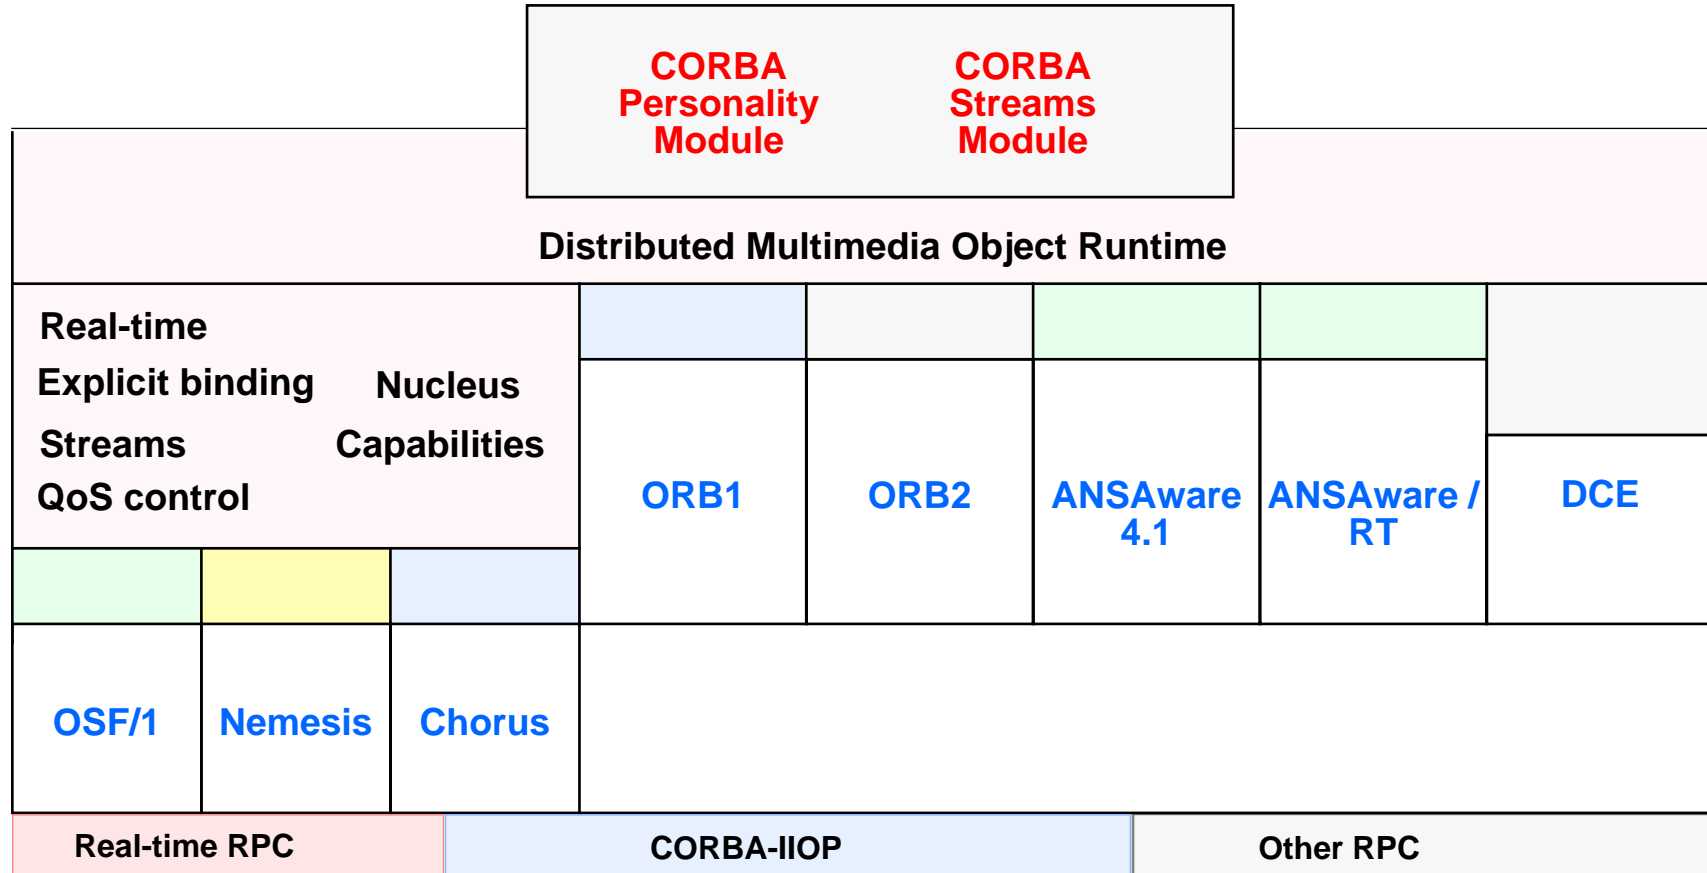 CORBA
Personality
Module
CORBA
Streams
Module
Distributed Multimedia Object Runtime
Real-time
Explicit binding
Nucleus
Streams
Capabilities
QoS control
ORB1
ORB2
ANSAware
4.1
ANSAware /
RT
DCE
OSF/1
Nemesis
Chorus
Real-time RPC
CORBA-IIOP
Other RPC